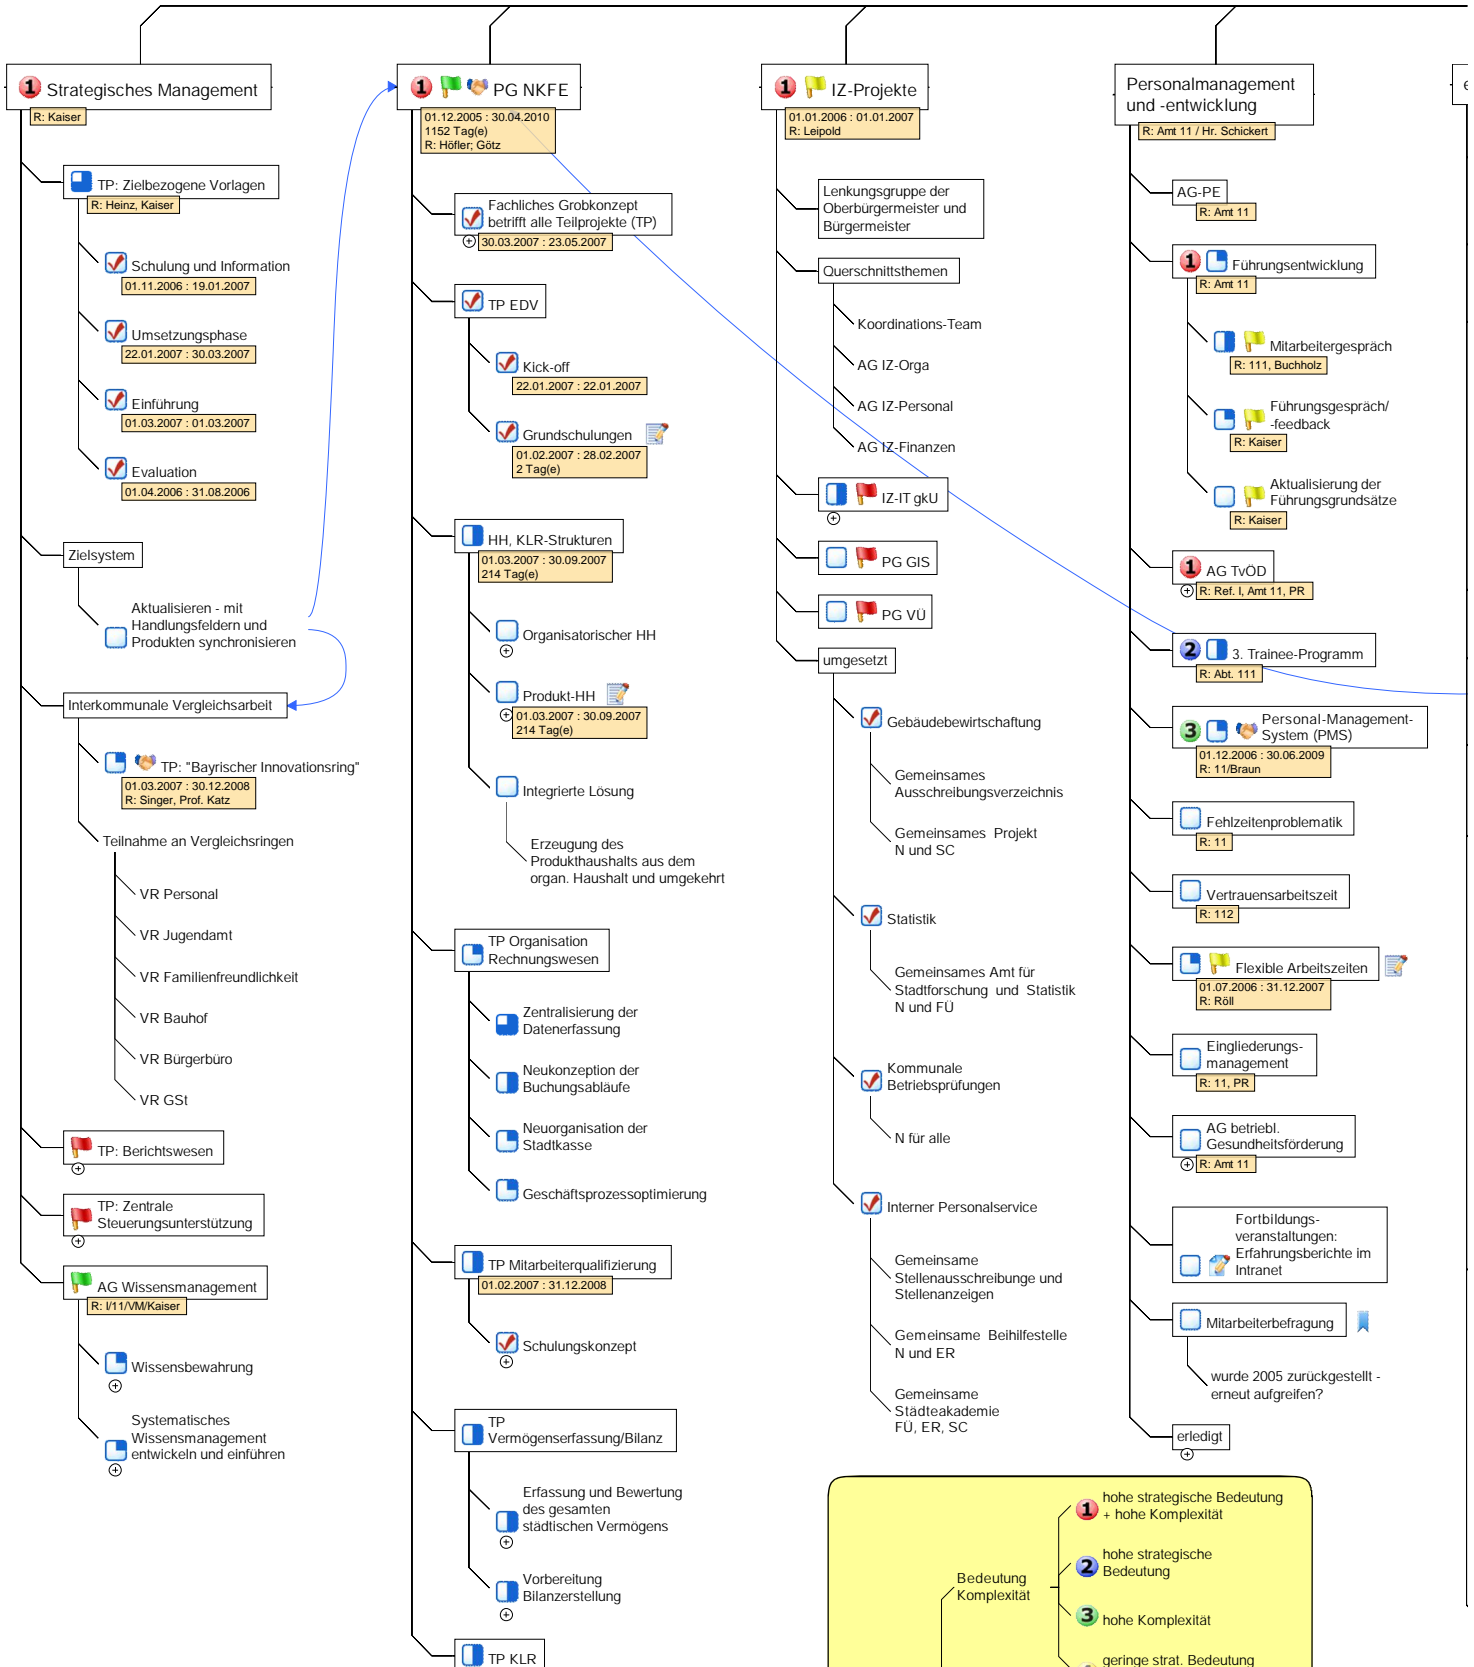 Strategisches Management
R: Kaiser
TP: Zielbezogene Vorlagen
R: Heinz, Kaiser
Schulung und Information
01.11.2006 : 19.01.2007
Umsetzungsphase
22.01.2007 : 30.03.2007
Einführung
01.03.2007 : 01.03.2007
Evaluation
01.04.2006 : 31.08.2006
Zielsystem
Aktualisieren - mit
Handlungsfeldern und
Produkten synchronisieren
Interkommunale Vergleichsarbeit
TP: "Bayrischer Innovationsring"
01.03.2007 : 30.12.2008
R: Singer, Prof. Katz
Teilnahme an Vergleichsringen
VR Personal
VR Jugendamt
VR Familienfreundlichkeit
VR Bauhof
VR Bürgerbüro
VR GSt
TP: Berichtswesen
TP: Zentrale
Steuerungsunterstützung
AG Wissensmanagement
R: I/11/VM/Kaiser
Wissensbewahrung
Systematisches
Wissensmanagement
entwickeln und einführen
1 PG NKFE
01.12.2005 : 30.04.2010
1152 Tag(e)
R: Höfler; Götz
Fachliches Grobkonzept
betrifft alle Teilprojekte (TP)
30.03.2007 : 23.05.2007
TP EDV
Kick-off
22.01.2007 : 22.01.2007
Grundschulungen
01.02.2007 : 28.02.2007
2 Tag(e)
HH, KLR-Strukturen
01.03.2007 : 30.09.2007
214 Tag(e)
Organisatorischer HH
Produkt-HH
01.03.2007 : 30.09.2007
214 Tag(e)
Integrierte Lösung
Erzeugung des
Produkthaushalts aus dem
organ. Haushalt und umgekehrt
TP Organisation
Rechnungswesen
Zentralisierung der
Datenerfassung
Neukonzeption der
Buchungsabläufe
Neuorganisation der
Stadtkasse
Geschäftsprozessoptimierung
TP Mitarbeiterqualifizierung
01.02.2007 : 31.12.2008
Schulungskonzept
TP
Vermögenserfassung/Bilanz
Erfassung und Bewertung
des gesamten
städtischen Vermögens
Vorbereitung
Bilanzerstellung
TP KLR
1 IZ-Projekte
01.01.2006 : 01.01.2007
R: Leipold
Lenkungsgruppe der
Oberbürgermeister und
Bürgermeister
Querschnittsthemen
Koordinations-Team
AG IZ-Orga
AG IZ-Personal
AG IZ-Finanzen
IZ-IT gkU
PG GIS
PG VÜ
umgesetzt
Gebäudebewirtschaftung
Gemeinsames
Ausschreibungsverzeichnis
Gemeinsames Projekt
N und SC
Statistik
Gemeinsames Amt für
Stadtforschung und Statistik
N und FÜ
Kommunale
Betriebsprüfungen
N für alle
Interner Personalservice
Gemeinsame
Stellenausschreibunge und
Stellenanzeigen
Gemeinsame Beihilfestelle
N und ER
Gemeinsame
Städteakademie
FÜ, ER, SC
Personalmanagement
und -entwicklung
R: Amt 11 / Hr. Schickert
AG-PE
R: Amt 11
1 Führungsentwicklung
R: Amt 11
Mitarbeitergespräch
R: 111, Buchholz
Führungsgespräch/
-feedback
R: Kaiser
Aktualisierung der
Führungsgrundsätze
R: Kaiser
1 AG TvÖD
R: Ref. I, Amt 11, PR
2 3. Trainee-Programm
R: Abt. 111
3 Personal-Management-
System (PMS)
01.12.2006 : 30.06.2009
R: 11/Braun
Fehlzeitenproblematik
R: 11
Vertrauensarbeitszeit
R: 112
Flexible Arbeitszeiten
01.07.2006 : 31.12.2007
R: Röll
Eingliederungs-
management
R: 11, PR
AG betriebl.
Gesundheitsförderung
R: Amt 11
Fortbildungs-
veranstaltungen:
Erfahrungsberichte im
Intranet
Mitarbeiterbefragung
wurde 2005 zurückgestellt -
erneut aufgreifen?
erledigt
Bedeutung
Komplexität
1 hohe strategische Bedeutung
+ hohe Komplexität
2 hohe strategische
Bedeutung
3 hohe Komplexität
geringe strat. Bedeutung